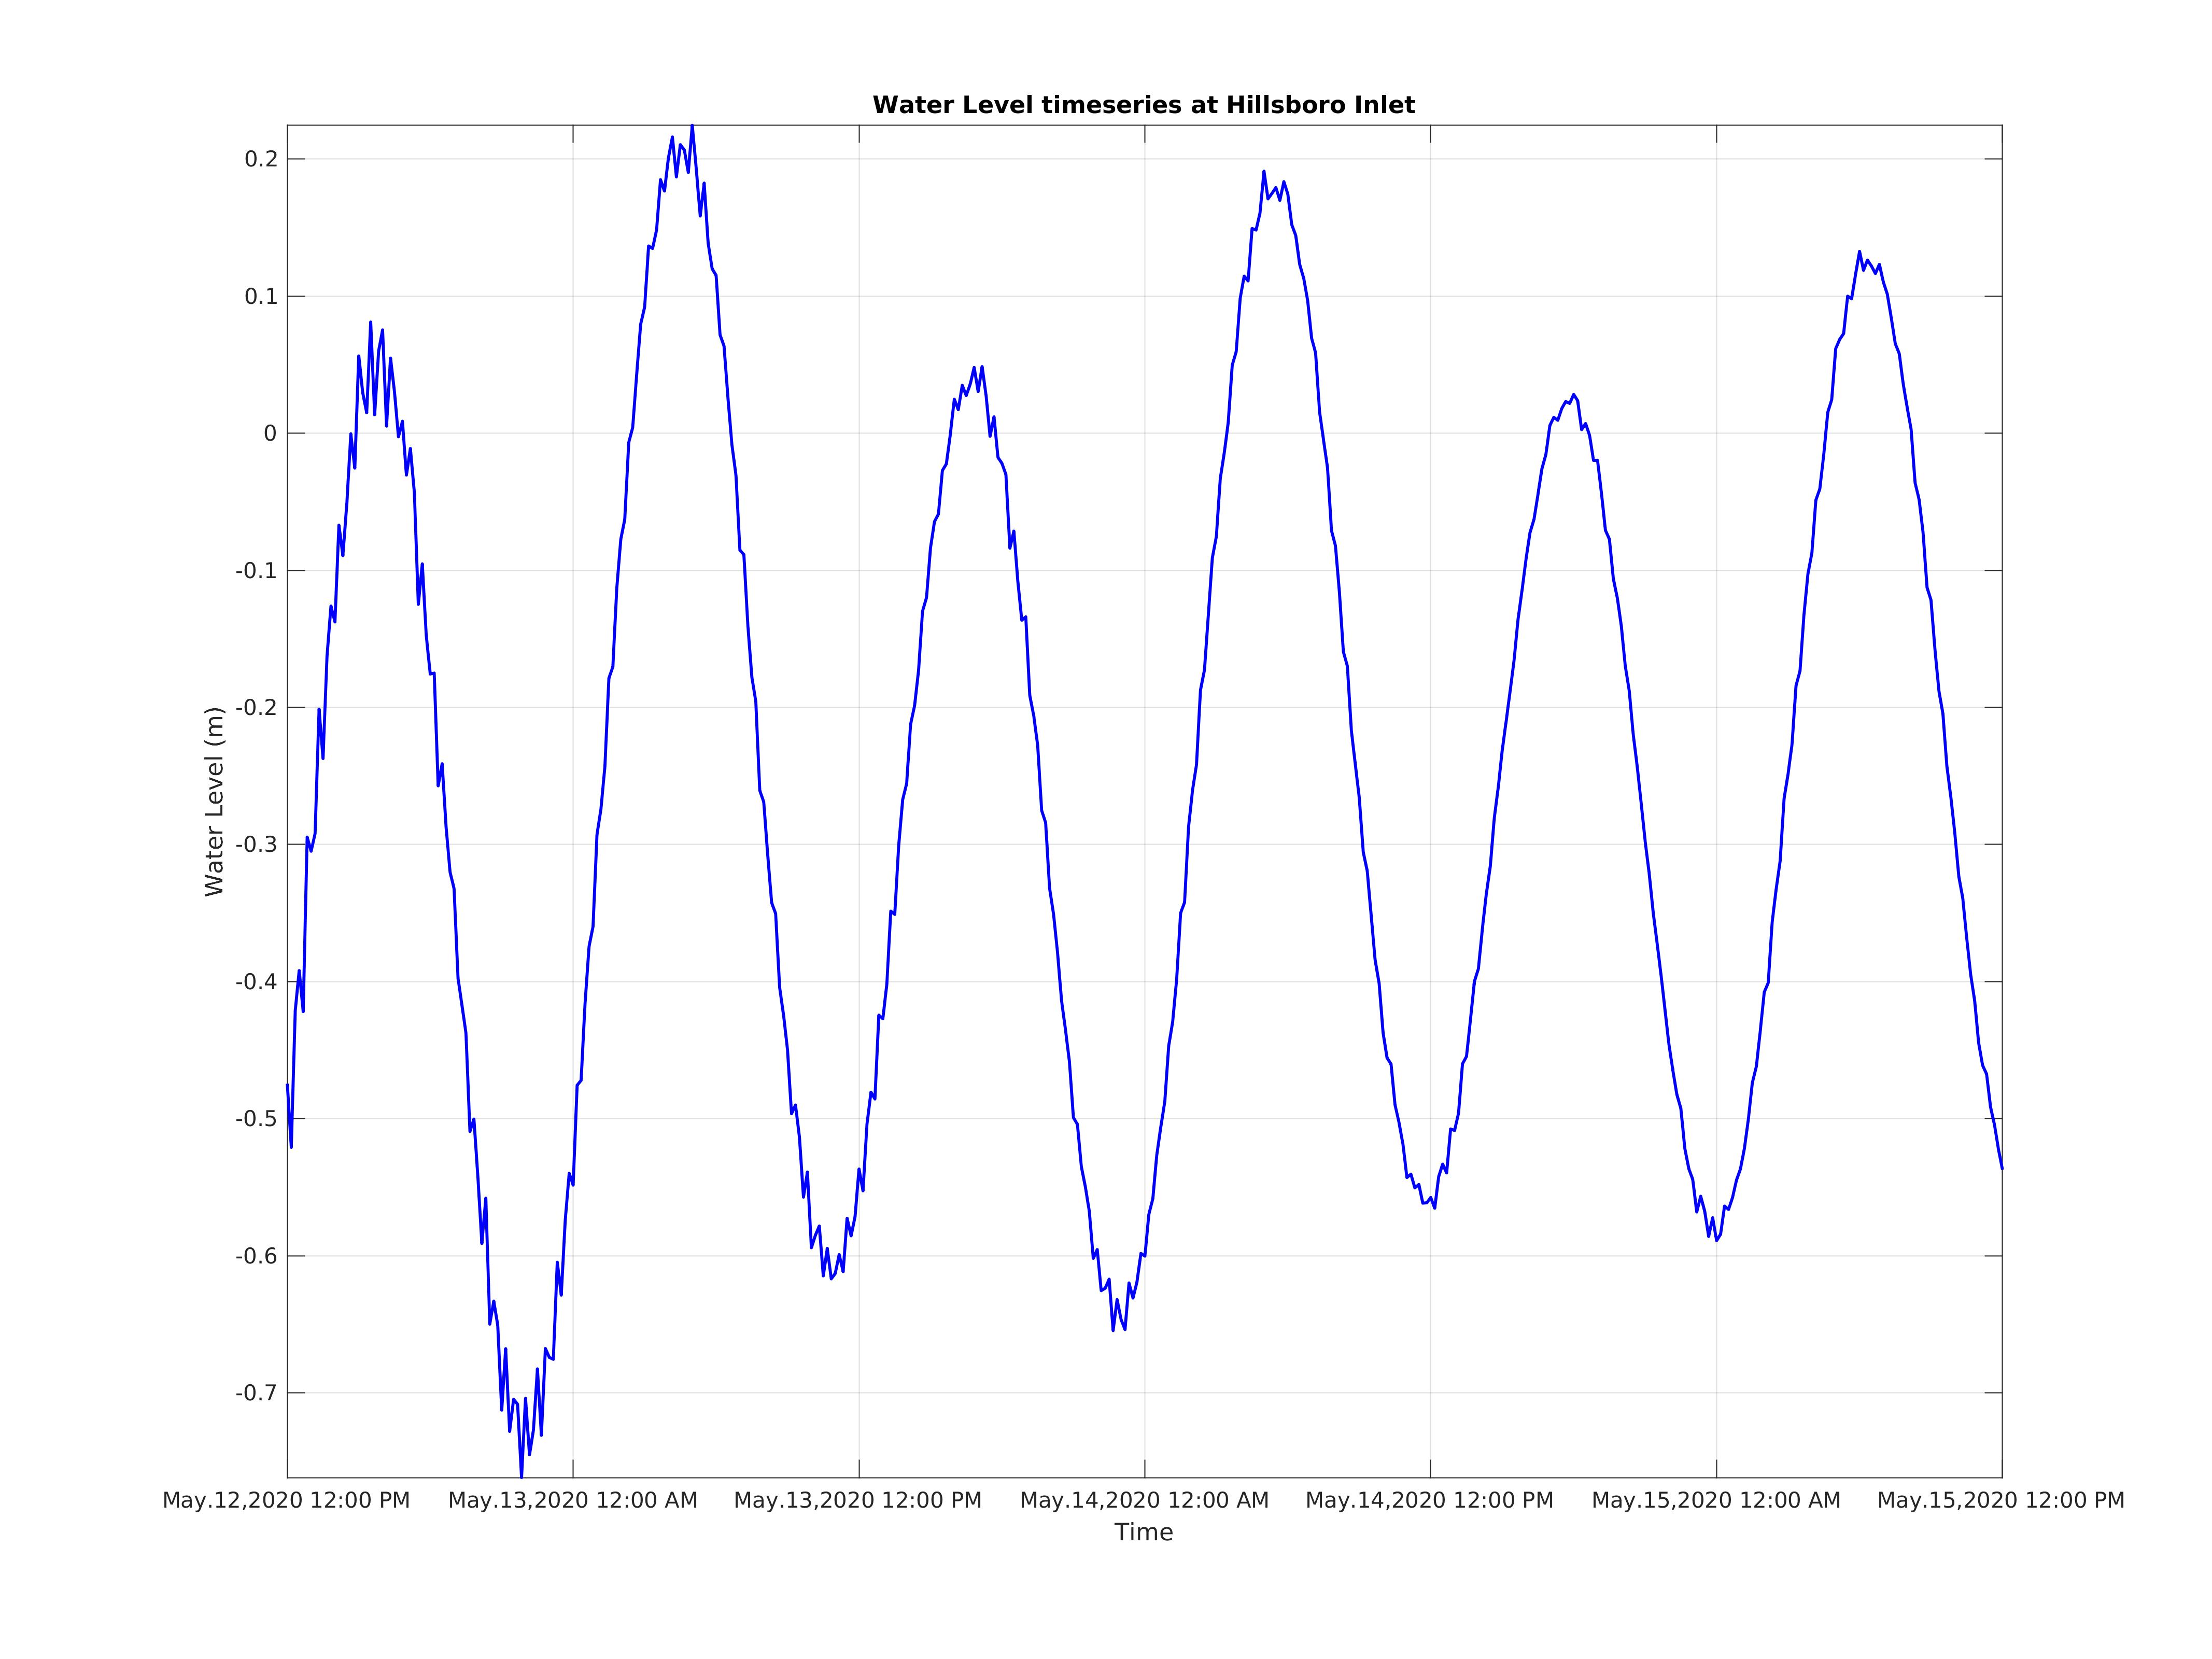 Water Level timeseries at Hillsboro Inlet
0.2
0.1
0
-0.1
-0.2
-0.3
-0.4
-0.5
-0.6
-0.7
Water Level (m)
May.12,2020 12:00 PM May.13,2020 12:00 AM May.13,2020 12:00 PM May.14,2020 12:00 AM May.14,2020 12:00 PM May.15,2020 12:00 AM May.15,2020 12:00 PM
Time